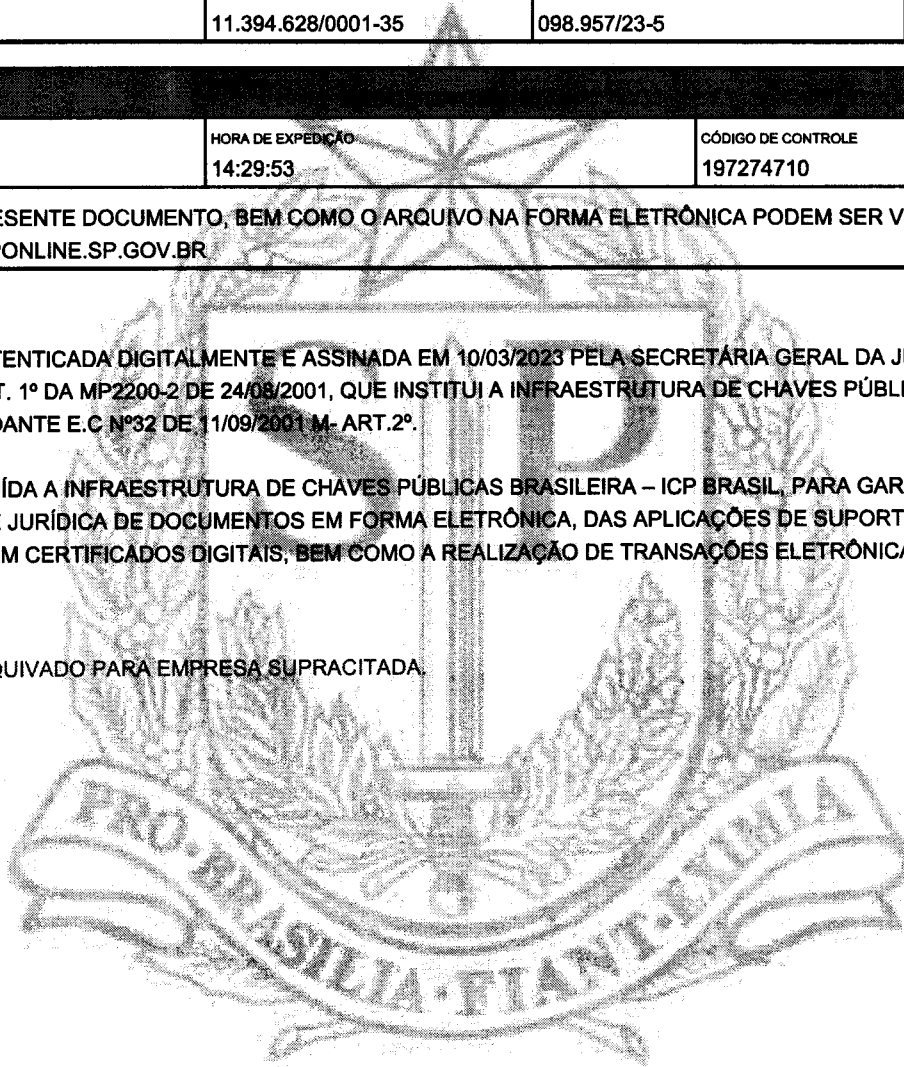 11.394.628/0001-35 098.957/23-5
HORA DE EXPEDIÇÃO CÓDIGO DE CONTROLE
14:29:53 197274710
ESENTE DOCUMENTO, BEM COMO O ARQUIVO NA FORMA ELETRÔNICA PODEM SER V
PONLINE.SP.GOV.BR
SP
TENTICADA DIGITALMENTE E ASSINADA EM 10/03/2023 PELA SECRETÁRIA GERAL DA J
T. 1º DA MP2200-2 DE 24/08/2001, QUE INSTITUI A INFRAESTRUTURA DE CHAVES PÚBLI
DANTE E.C Nº32 DE 11/09/2001 M- ART.2º.
ÍDA A INFRAESTRUTURA DE CHAVES PÚBLICAS BRASILEIRA – ICP BRASIL, PARA GAR
E JURÍDICA DE DOCUMENTOS EM FORMA ELETRÔNICA, DAS APLICAÇÕES DE SUPORT
M CERTIFICADOS DIGITAIS, BEM COMO A REALIZAÇÃO DE TRANSAÇÕES ELETRÔNICA
QUIVADO PARA EMPRESA SUPRACITADA.
PRO·BRASILIA·FIANT·EXIMIA